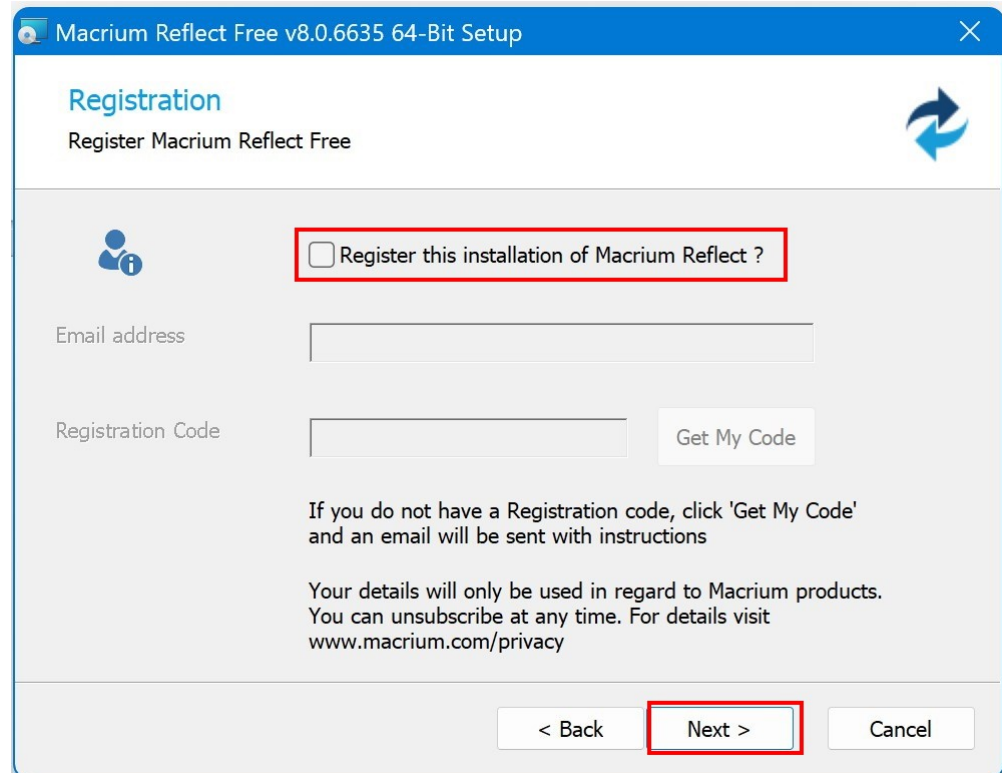 Macrium Reflect Free v8.0.6635 64-Bit Setup
Registration
Register Macrium Reflect Free
Register this installation of Macrium Reflect ?
Email address
Registration Code
Get My Code
If you do not have a Registration code, click 'Get My Code'
and an email will be sent with instructions
Your details will only be used in regard to Macrium products.
You can unsubscribe at any time. For details visit
www.macrium.com/privacy
< Back
Next >
Cancel